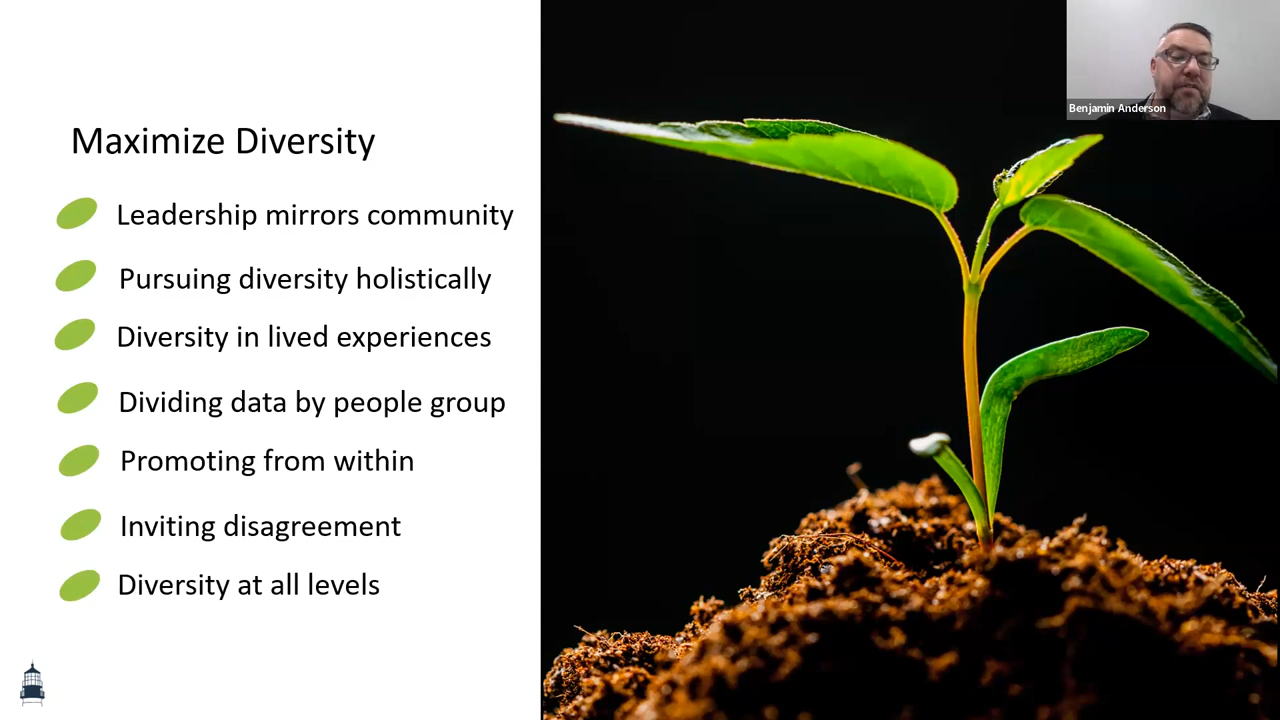 Maximize Diversity
Leadership mirrors community
Pursuing diversity holistically
Diversity in lived experiences
Dividing data by people group
Promoting from within
Inviting disagreement
Diversity at all levels
Benjamin Anderson